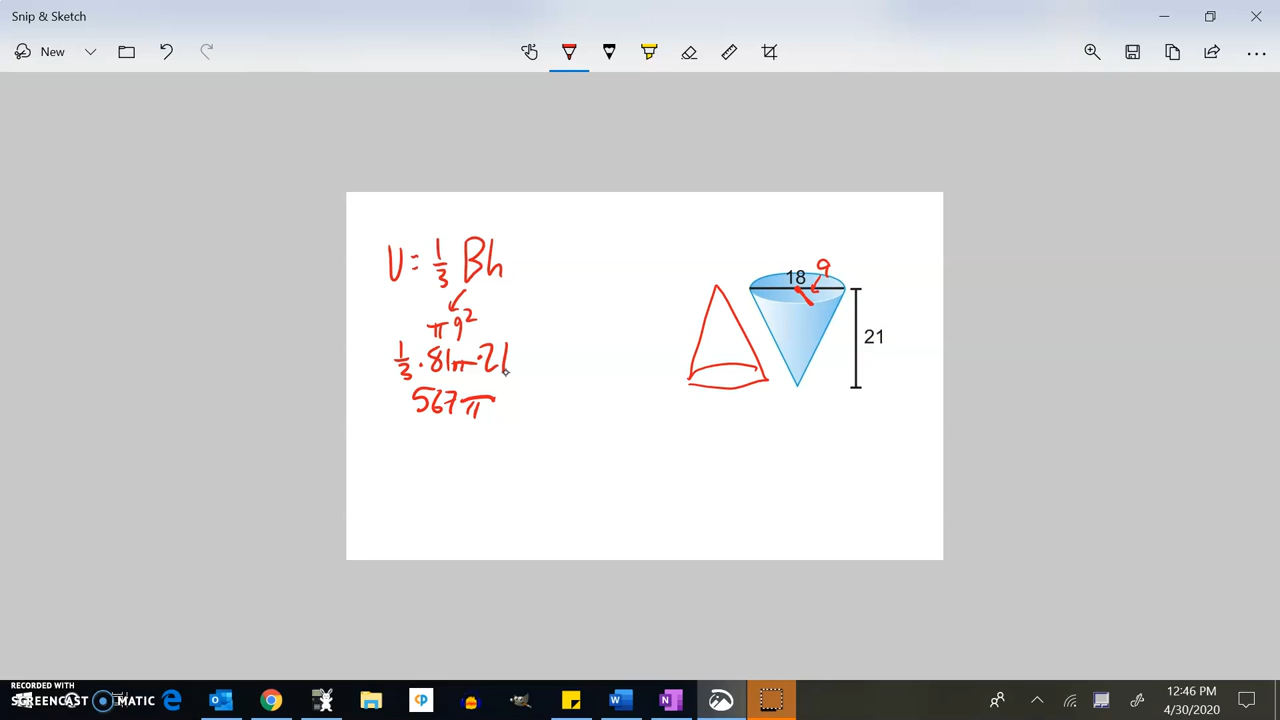 Snip & Sketch
New
V = 1/3 Bh
π9²
1/3 · 81π · 21
567π
18
9
21
RECORDED WITH
SCREENCAST MATIC
12:46 PM
4/30/2020